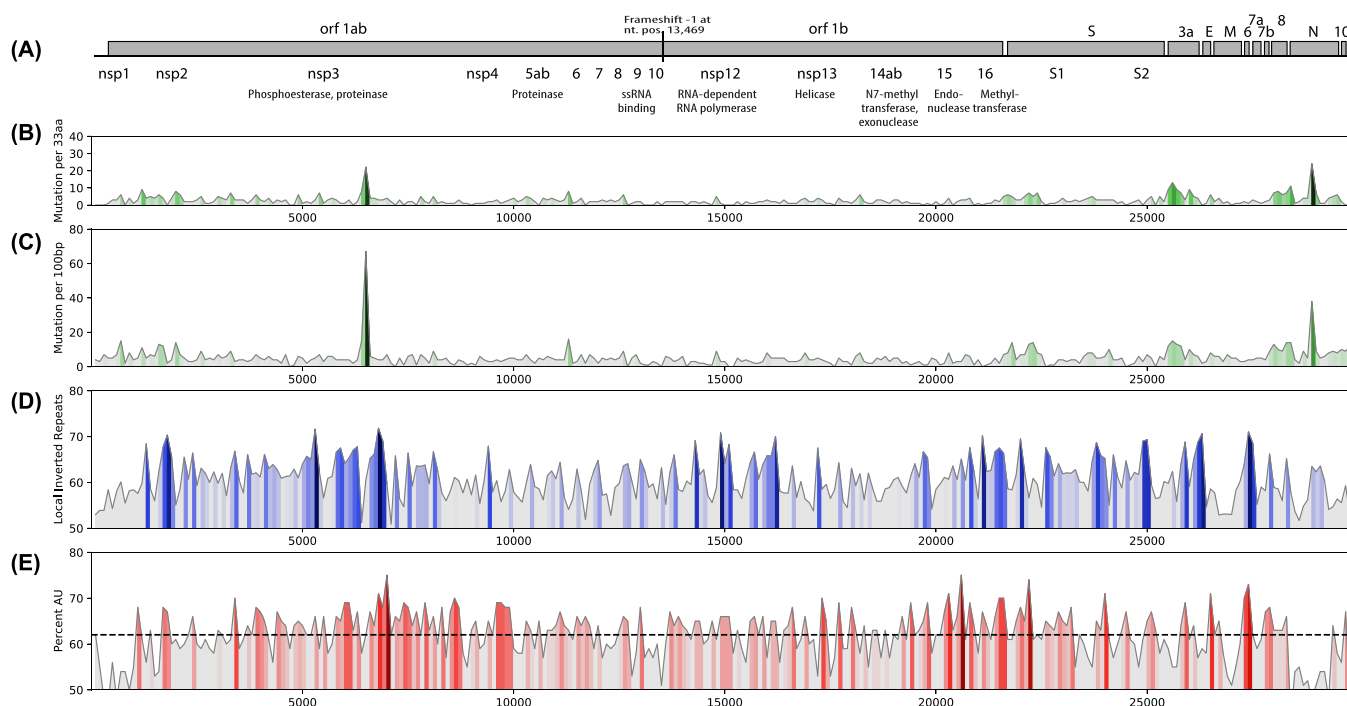 Frameshift -1 at
nt. pos. 13,469
orf 1ab
orf 1b
S
3a
E
M
7a
6
7b
8
N
10
(A)
nsp1 nsp2 nsp3 nsp4 5ab 6 7 8 9 10 nsp12 nsp13 14ab 15 16 S1 S2
Phosphoesterase, proteinase
Proteinase
ssRNA
binding
RNA-dependent
RNA polymerase
Helicase
N7-methyl
transferase,
exonuclease
Endo-
nuclease
Methyl-
transferase
(B)
Mutation per 33aa
40
30
20
10
0
5000 10000 15000 20000 25000
(C)
Mutation per 100bp
80
60
40
20
0
5000 10000 15000 20000 25000
(D)
Local Inverted Repeats
80
70
60
50
5000 10000 15000 20000 25000
(E)
Percent AU
80
70
60
50
5000 10000 15000 20000 25000